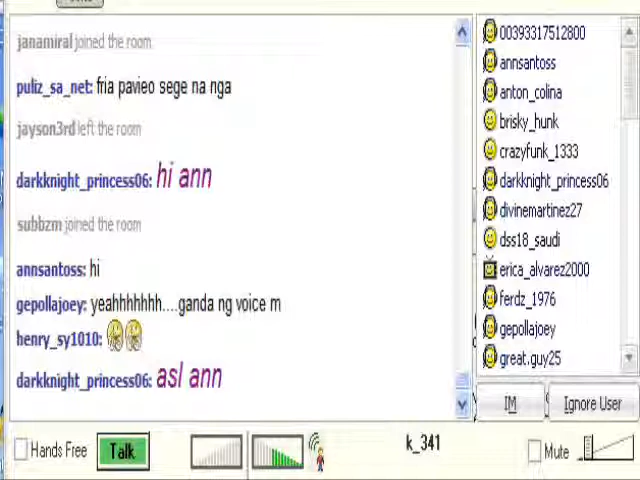 janamiral joined the room
puliz_sa_net: fria pavieo sege na nga
jayson3rd left the room
darkknight_princess06: hi ann
subbzm joined the room
annsantoss: hi
gepollajoey: yeahhhhhhh....ganda ng voice m
henry_sy1010:
darkknight_princess06: asl ann
00393317512800
annsantoss
anton_colina
brisky_hunk
crazyfunk_1333
darkknight_princess06
divinemartinez27
dss18_saudi
erica_alvarez2000
ferdz_1976
gepollajoey
great.guy25
IM Ignore User
Hands Free Talk k_341 Mute